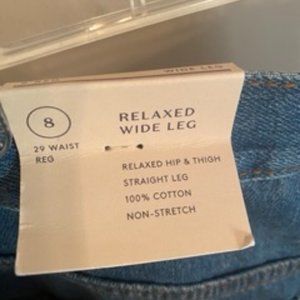 WIDE LEG
8
29 WAIST
REG
RELAXED
WIDE LEG
RELAXED HIP & THIGH
STRAIGHT LEG
100% COTTON
NON-STRETCH